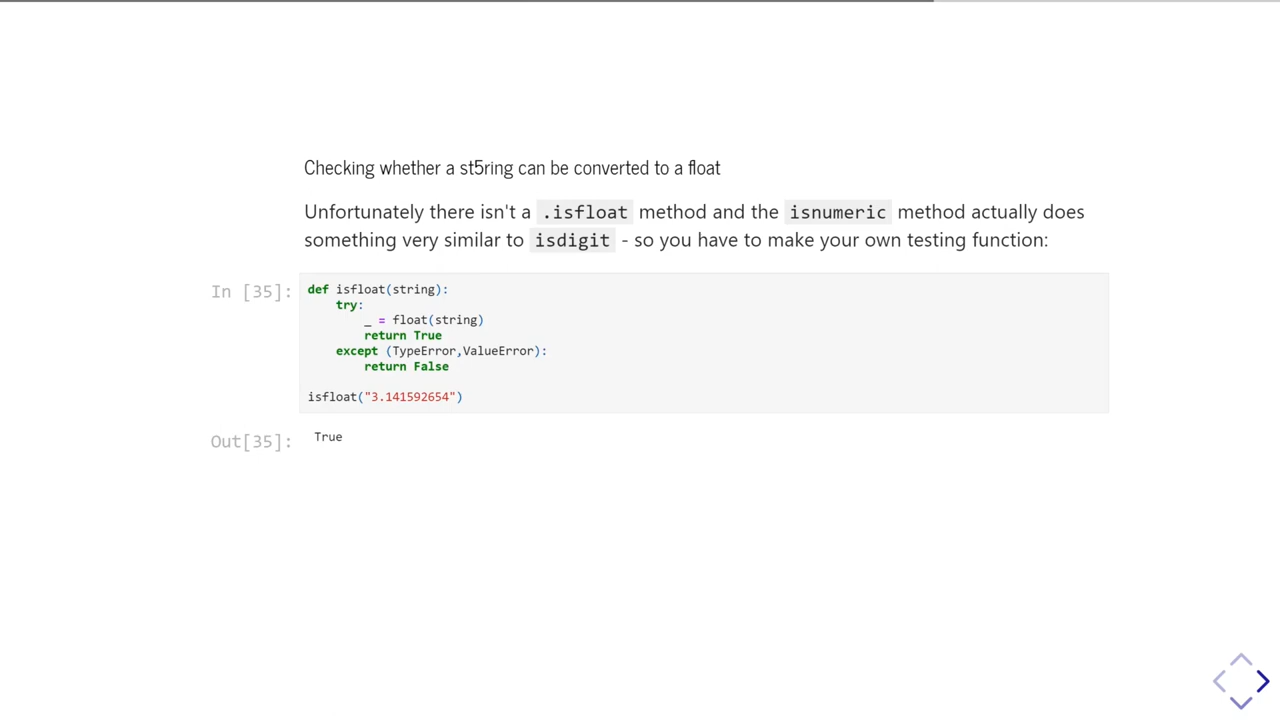 Checking whether a st5ring can be converted to a float
Unfortunately there isn't a .isfloat method and the isnumeric method actually does
something very similar to isdigit - so you have to make your own testing function:
In [35]:
def isfloat(string):
    try:
        _ = float(string)
        return True
    except (TypeError,ValueError):
        return False

isfloat("3.141592654")
Out[35]:
True